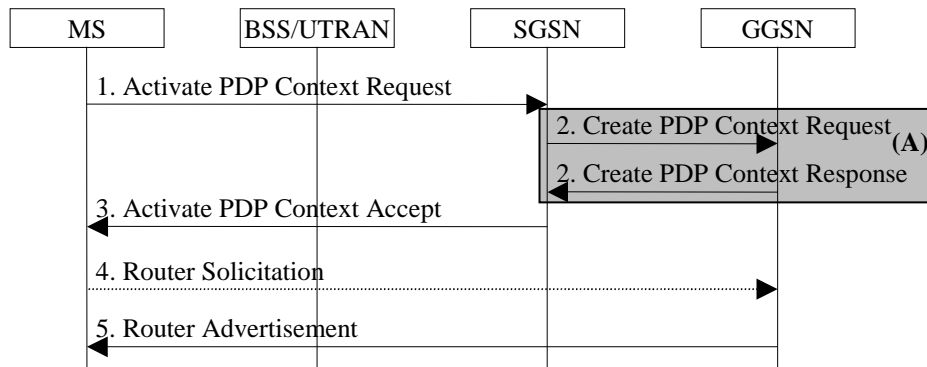 MS
BSS/UTRAN
SGSN
GGSN
1. Activate PDP Context Request
2. Create PDP Context Request
(A)
2. Create PDP Context Response
3. Activate PDP Context Accept
4. Router Solicitation
5. Router Advertisement